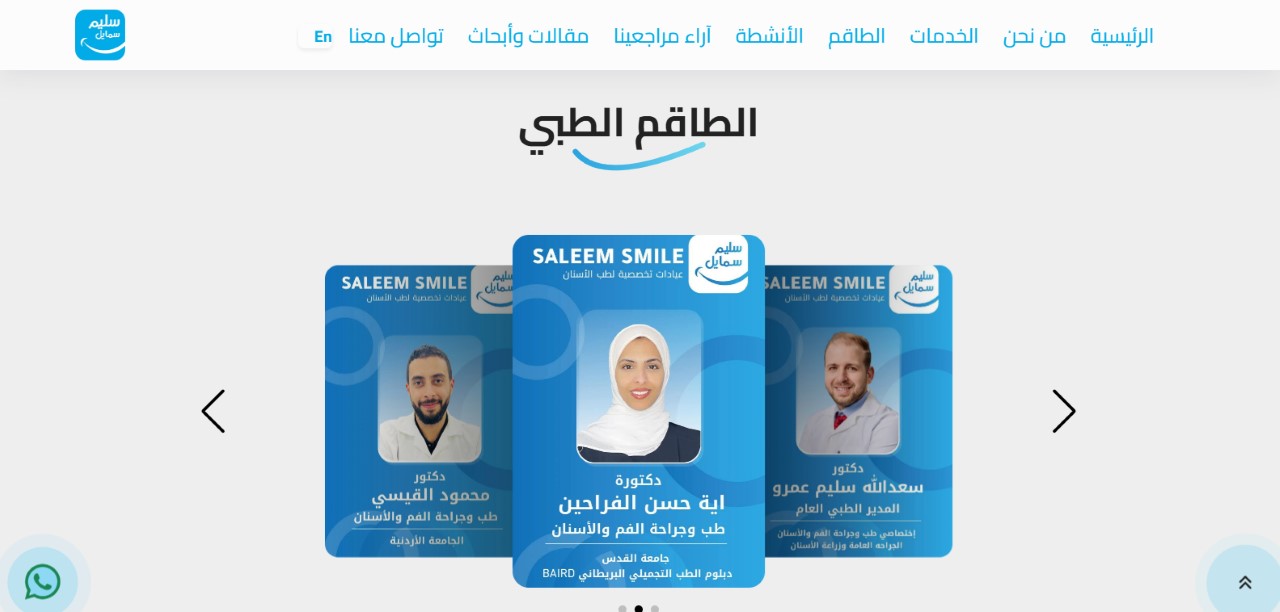 الرئيسية من نحن الخدمات الطاقم الأنشطة آراء مراجعينا مقالات وأبحاث تواصل معنا En
سليم
سمايل
الطاقم الطبي
SALEEM SMILE
عيادات تخصصية لطب الأسنان
سليم
سمايل
دكتور
سعدالله سليم عمرو
المدير الطبي العام
إختصاصي طب وجراحة الفم والأسنان
الجراحه العامة وزراعة الأسنان
SALEEM SMILE
عيادات تخصصية لطب الأسنان
سليم
سمايل
دكتورة
اية حسن الفراحين
طب وجراحة الفم والأسنان
جامعة القدس
دبلوم الطب التجميلي البريطاني BAIRD
SALEEM SMILE
عيادات تخصصية لطب الأسنان
دكتور
محمود القيسي
طب وجراحة الفم والأسنان
الجامعة الأردنية